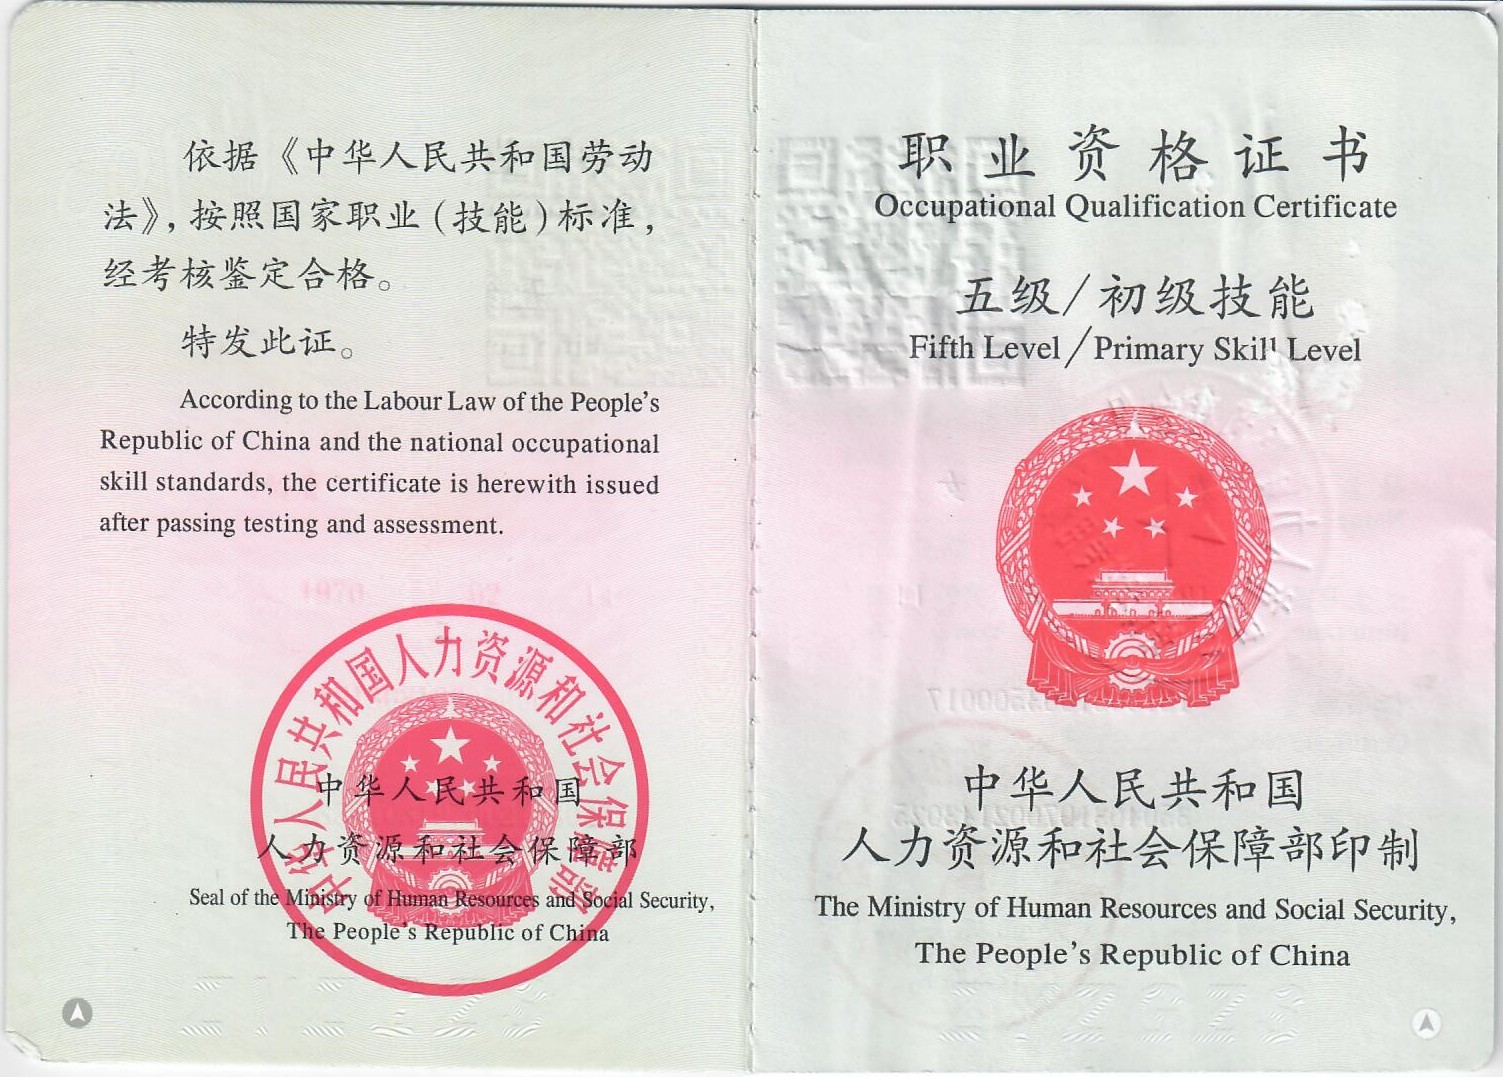 依据《中华人民共和国劳动
法》,按照国家职业(技能)标准,
经考核鉴定合格。
特发此证。
According to the Labour Law of the People's
Republic of China and the national occupational
skill standards, the certificate is herewith issued
after passing testing and assessment.
中华人民共和国人力资源和社会保障部
中华人民共和国
人力资源和社会保障部
Seal of the Ministry of Human Resources and Social Security,
The People's Republic of China
职业资格证书
Occupational Qualification Certificate
五级/初级技能
Fifth Level/Primary Skill Level
中华人民共和国
人力资源和社会保障部印制
The Ministry of Human Resources and Social Security,
The People's Republic of China